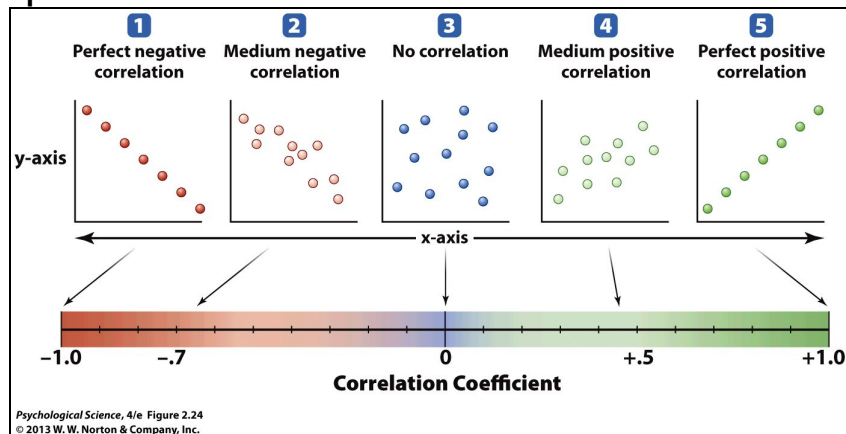 1
Perfect negative
correlation
2
Medium negative
correlation
3
No correlation
4
Medium positive
correlation
5
Perfect positive
correlation
y-axis
x-axis
–1.0
–.7
0
+.5
+1.0
Correlation Coefficient
Psychological Science, 4/e Figure 2.24
© 2013 W. W. Norton & Company, Inc.